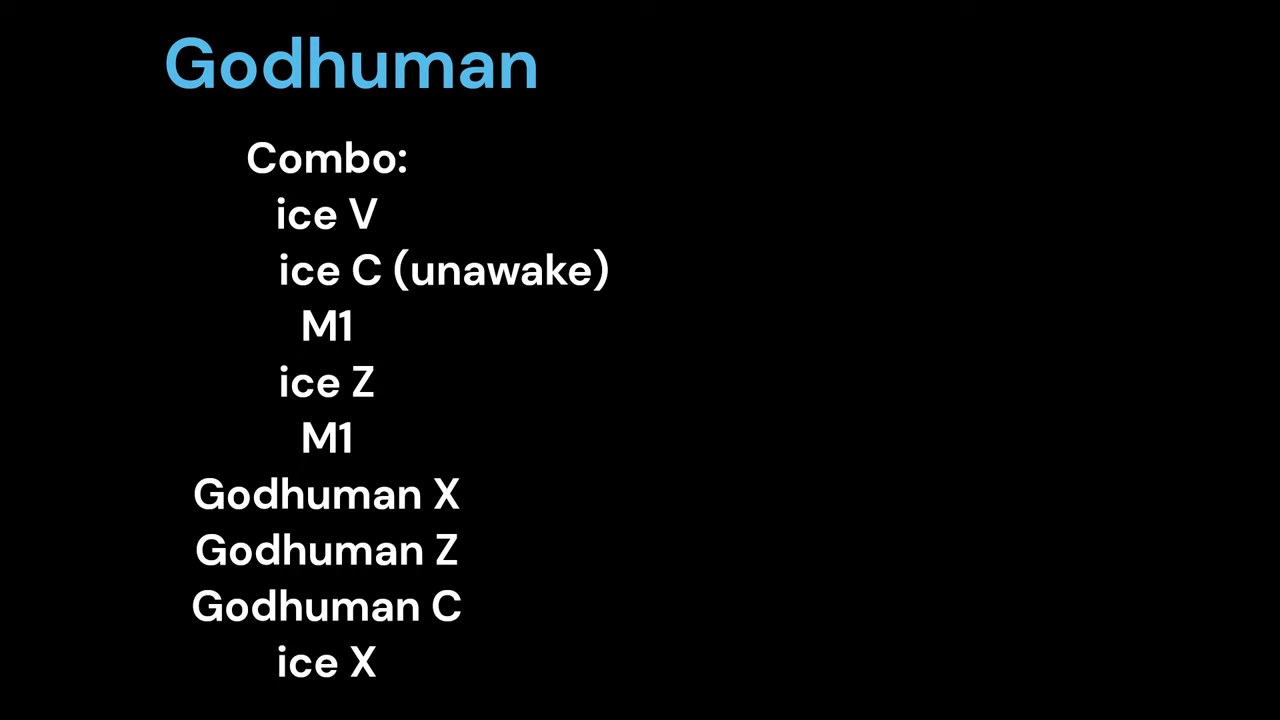 Godhuman
Combo:
ice V
ice C (unawake)
M1
ice Z
M1
Godhuman X
Godhuman Z
Godhuman C
ice X